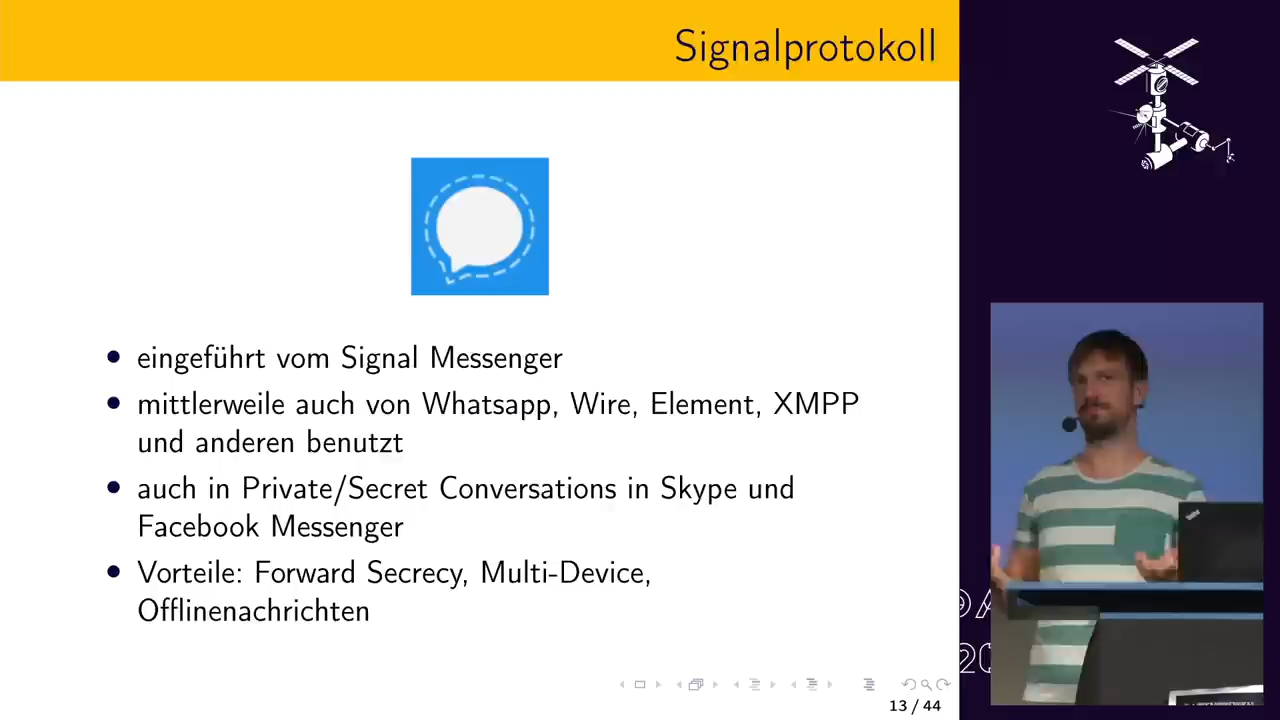 Signalprotokoll
• eingeführt vom Signal Messenger
• mittlerweile auch von Whatsapp, Wire, Element, XMPP
und anderen benutzt
• auch in Private/Secret Conversations in Skype und
Facebook Messenger
• Vorteile: Forward Secrecy, Multi-Device,
Offlinenachrichten
13 / 44